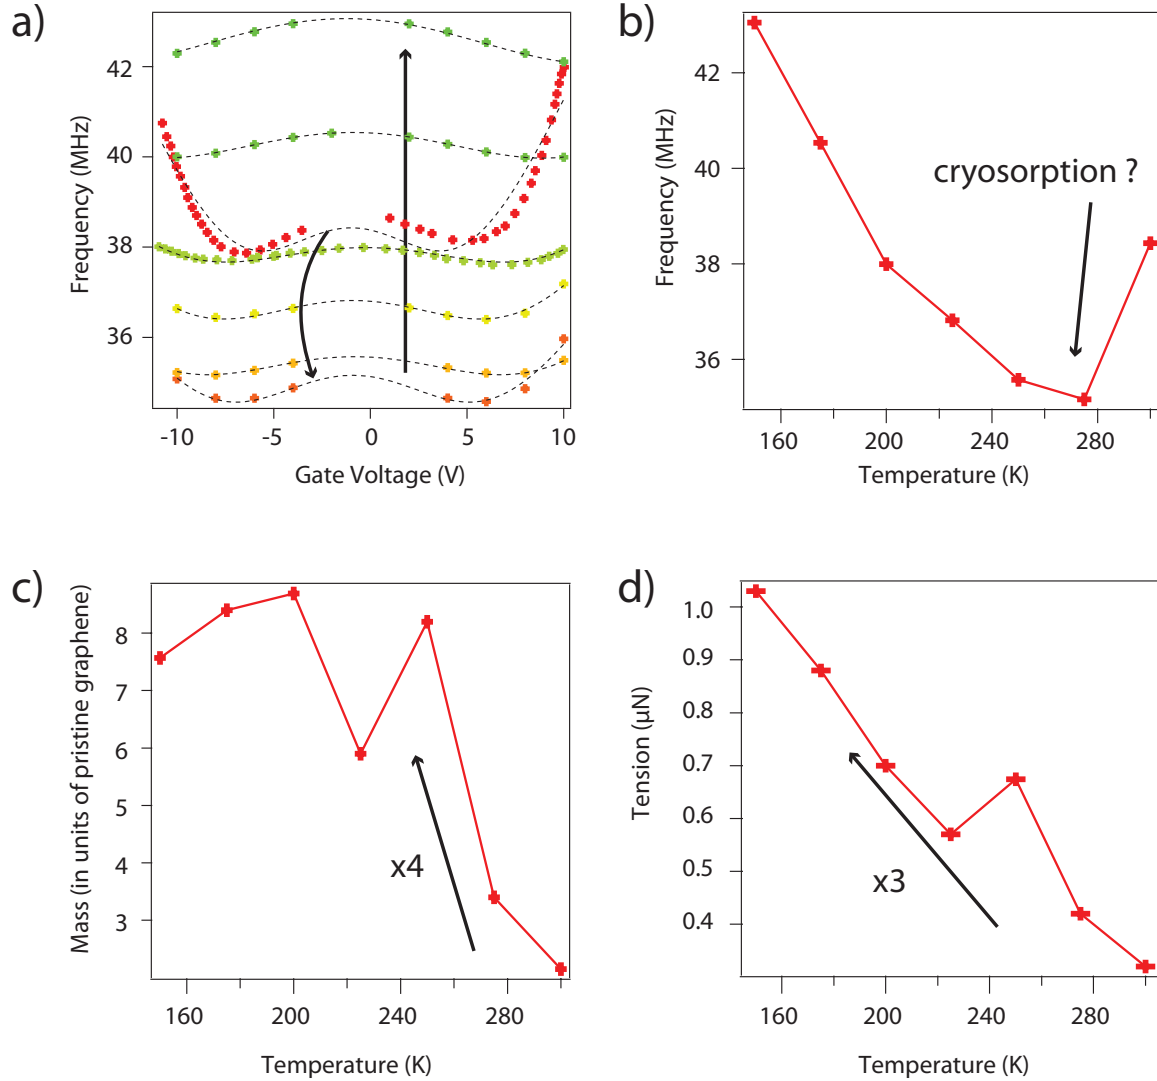 a)
Frequency (MHz)
42
40
38
36
-10 -5 0 5 10
Gate Voltage (V)
b)
Frequency (MHz)
42
40
38
36
cryosorption ?
160 200 240 280
Temperature (K)
c)
Mass (in units of pristine graphene)
8
7
6
5
4
3
x4
160 200 240 280
Temperature (K)
d)
Tension (µN)
1.0
0.9
0.8
0.7
0.6
0.5
0.4
x3
160 200 240 280
Temperature (K)